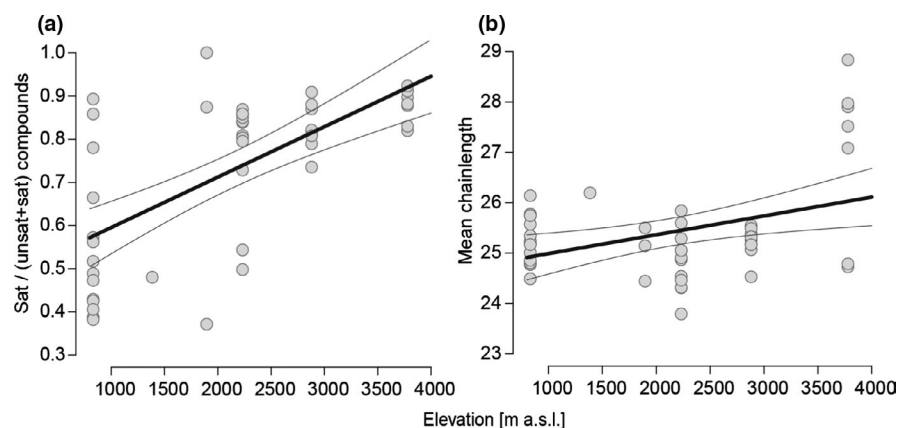 (a)
Sat / (unsat+sat) compounds
1.0
0.9
0.8
0.7
0.6
0.5
0.4
0.3
1000 1500 2000 2500 3000 3500 4000
(b)
Mean chainlength
29
28
27
26
25
24
23
1000 1500 2000 2500 3000 3500 4000
Elevation [m a.s.l.]